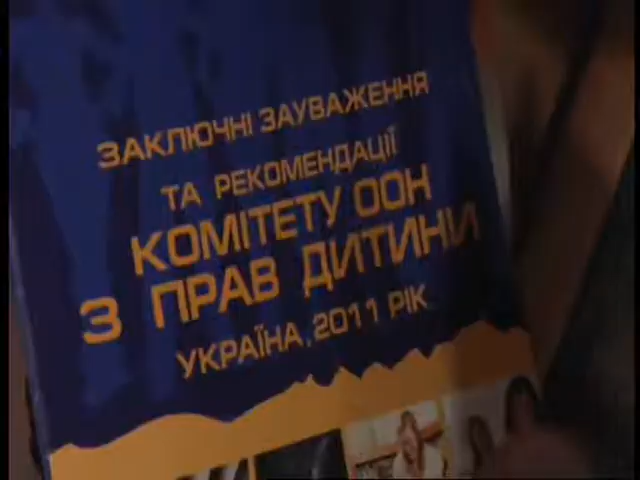 ЗАКЛЮЧНІ ЗАУВАЖЕННЯ
ТА РЕКОМЕНДАЦІЇ
КОМІТЕТУ ООН
З ПРАВ ДИТИНИ
УКРАЇНА, 2011 РІК